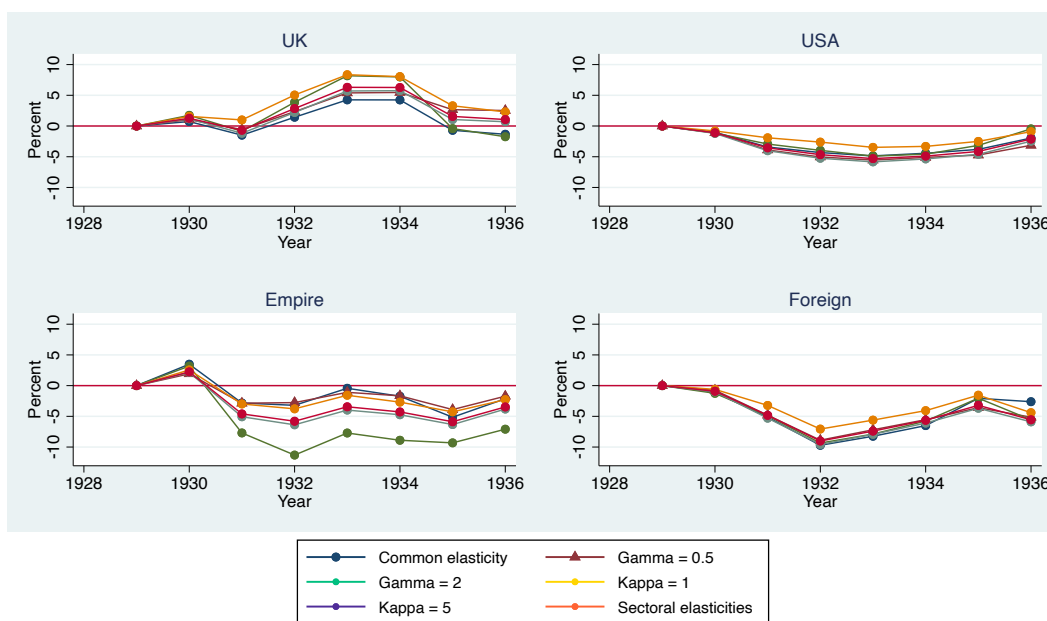 UK
USA
Percent
-10 -5 0 5 10
1928 1930 1932 1934 1936
Year
Percent
-10 -5 0 5 10
1928 1930 1932 1934 1936
Year
Empire
Foreign
Percent
-10 -5 0 5 10
1928 1930 1932 1934 1936
Year
Percent
-10 -5 0 5 10
1928 1930 1932 1934 1936
Year
Common elasticity
Gamma = 0.5
Gamma = 2
Kappa = 1
Kappa = 5
Sectoral elasticities